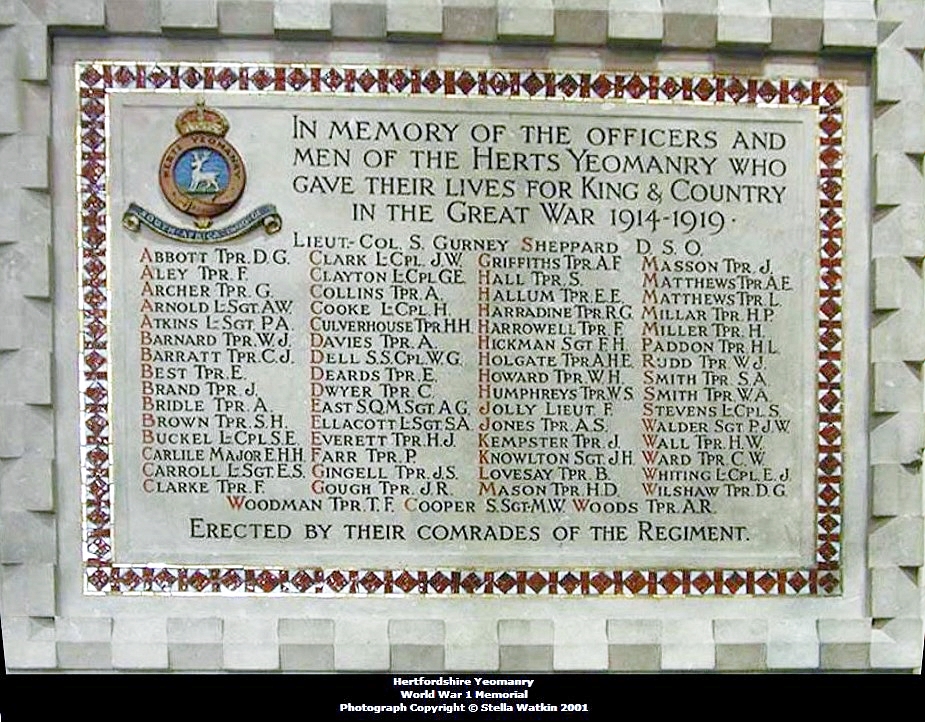 HERTS YEOMANRY
SOUTH AFRICA 1900-01
IN MEMORY OF THE OFFICERS AND
MEN OF THE HERTS YEOMANRY WHO
GAVE THEIR LIVES FOR KING & COUNTRY
IN THE GREAT WAR 1914-1919.
LIEUT.-COL. S. GURNEY SHEPPARD D.S.O.
ABBOTT TPR. D.G.
ALEY TPR. F.
ARCHER TPR. G.
ARNOLD L-SGT. A.W.
ATKINS L-SGT. P.A.
BARNARD TPR. W.J.
BARRATT TPR. C.J.
BEST TPR. E.
BRAND TPR. J.
BRIDLE TPR. A.
BROWN TPR. S.H.
BUCKEL L-CPL. S.E.
CARLILE MAJOR E.H.H.
CARROLL L-SGT. E.S.
CLARKE TPR. F.
CLARK L-CPL. J.W.
CLAYTON L-CPL. G.E.
COLLINS TPR. A.
COOKE L-CPL. H.
CULVERHOUSE TPR. H.H.
DAVIES TPR. A.
DELL S.S.CPL. W.G.
DEARDS TPR. E.
DWYER TPR. C.
EAST S.Q.M.SGT. A.G.
ELLACOTT L-SGT. S.A.
EVERETT TPR. H.J.
FARR TPR. P.
GINGELL TPR. J.S.
GOUGH TPR. J.R.
GRIFFITHS TPR. A.F.
HALL TPR. S.
HALLUM TPR. E.E.
HARRADINE TPR. R.G.
HARROWELL TPR. F.
HICKMAN SGT. F.H.
HOLGATE TPR. A.H.E.
HOWARD TPR. W.H.
HUMPHREYS TPR. W.S.
JOLLY LIEUT. F.
JONES TPR. A.S.
KEMPSTER TPR. J.
KNOWLTON SGT. J.H.
LOVESAY TPR. B.
MASON TPR. H.D.
MASSON TPR. J.
MATTHEWS TPR. A.E.
MATTHEWS TPR. L.
MILLAR TPR. H.P.
MILLER TPR. H.
PADDON TPR. H.L.
RUDD TPR. W.J.
SMITH TPR. S.A.
SMITH TPR. W.A.
STEVENS L-CPL. S.
WALDER SGT. P.J.W.
WALL TPR. H.W.
WARD TPR. C.W.
WHITING L-CPL. E.J.
WILSHAW TPR. D.G.
WOODMAN TPR. T.F. COOPER S.SGT. M.W. WOODS TPR. A.R.
ERECTED BY THEIR COMRADES OF THE REGIMENT.
Hertfordshire Yeomanry
World War 1 Memorial
Photograph Copyright © Stella Watkin 2001